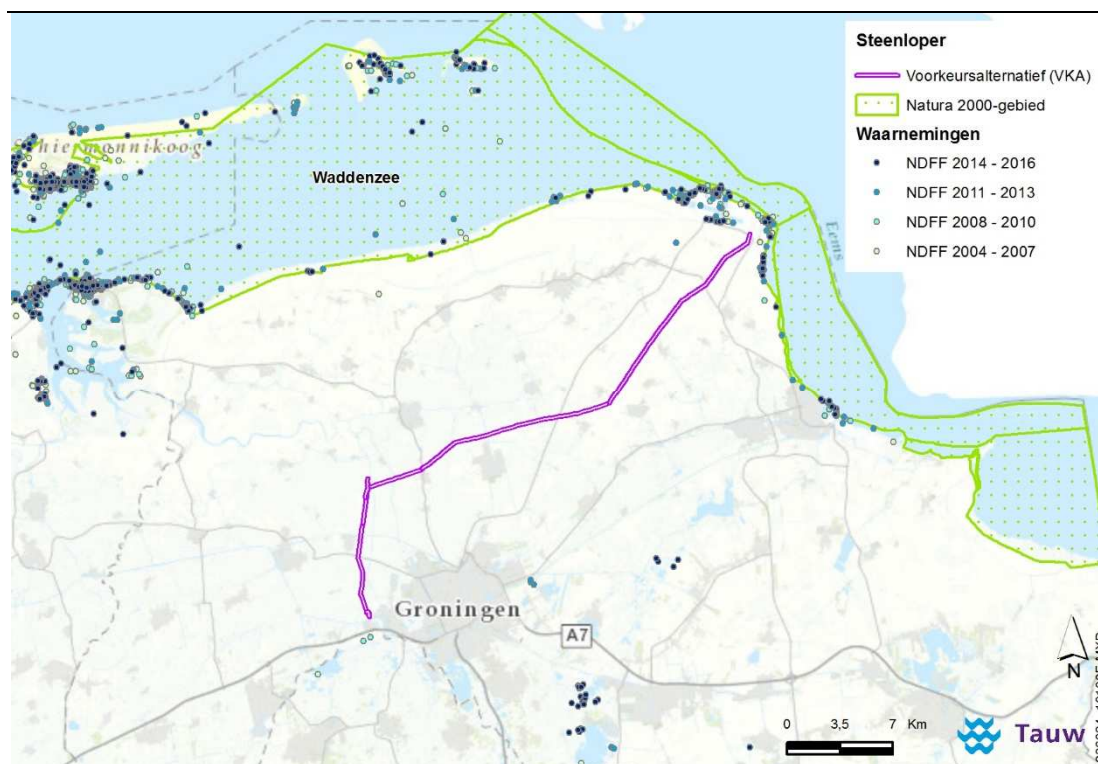 Steenloper
Voorkeursalternatief (VKA)
Natura 2000-gebied
Waarnemingen
NDFF 2014 - 2016
NDFF 2011 - 2013
NDFF 2008 - 2010
NDFF 2004 - 2007
hiermonnikoog
Waddenzee
Eems
Groningen
A7
N
0 3,5 7 Km
Tauw